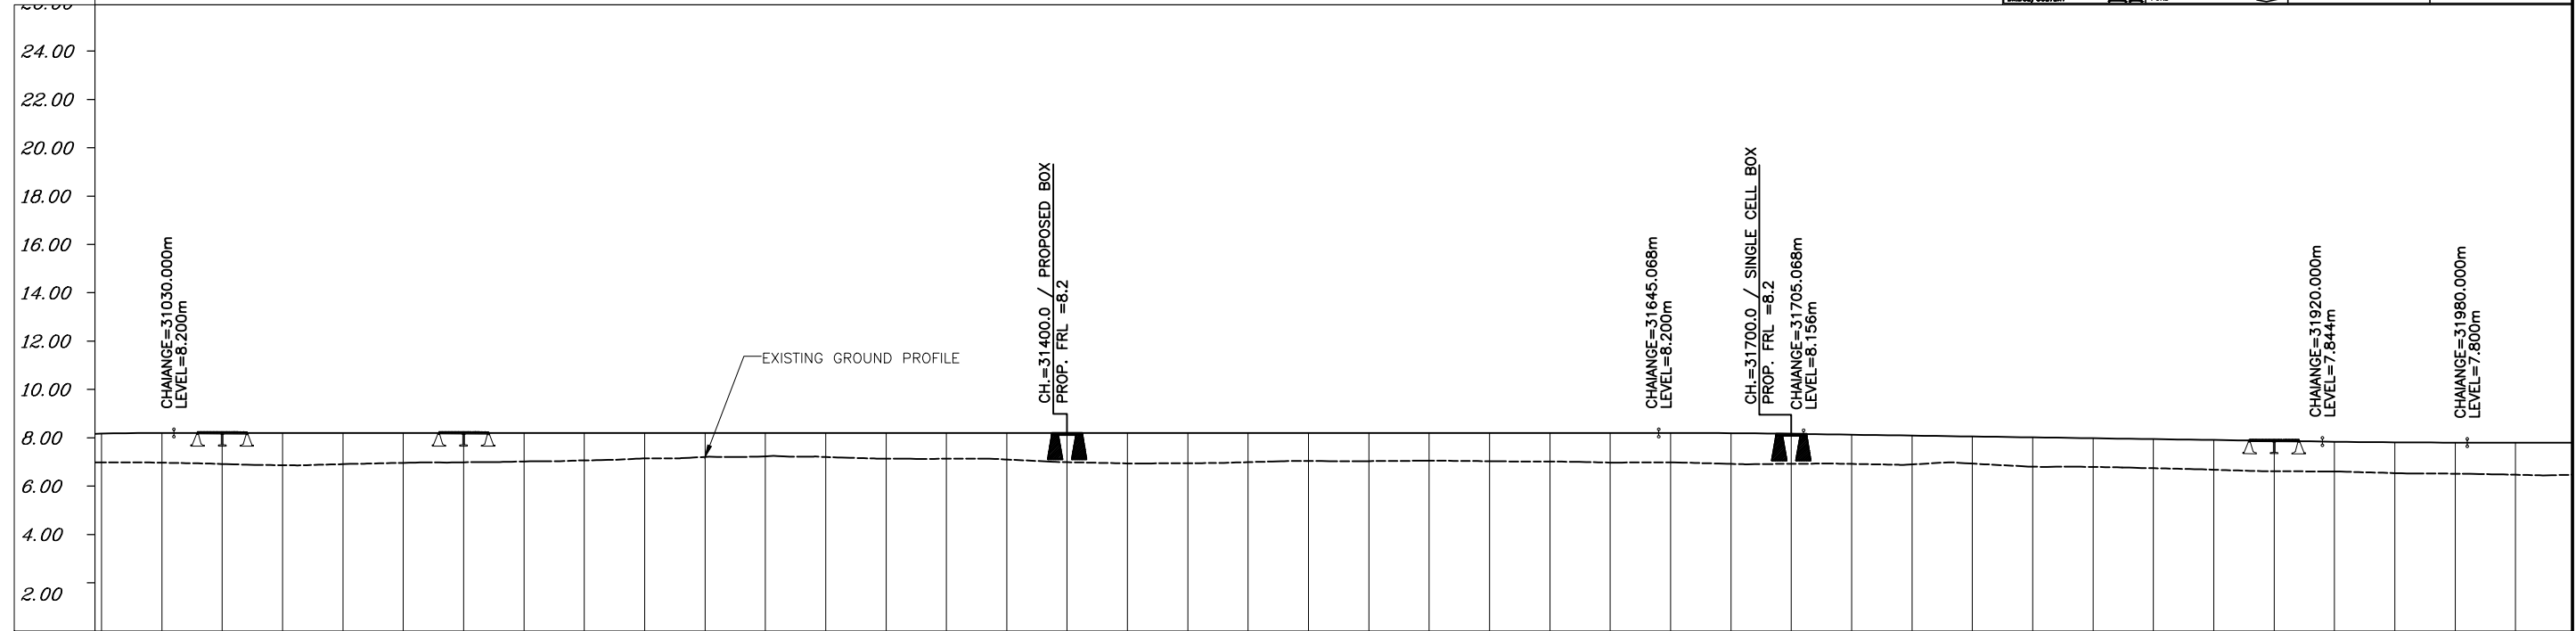 24.00
22.00
20.00
18.00
16.00
14.00
12.00
10.00
8.00
6.00
4.00
2.00
CHAIANGE=31030.000m
LEVEL=8.200m
EXISTING GROUND PROFILE
CH.=31400.0 / PROPOSED BOX
PROP. FRL =8.2
CHAIANGE=31645.068m
LEVEL=8.200m
CH.=31700.0 / SINGLE CELL BOX
PROP. FRL =8.2
CHAIANGE=31705.068m
LEVEL=8.156m
CHAIANGE=31920.000m
LEVEL=7.844m
CHAIANGE=31980.000m
LEVEL=7.800m